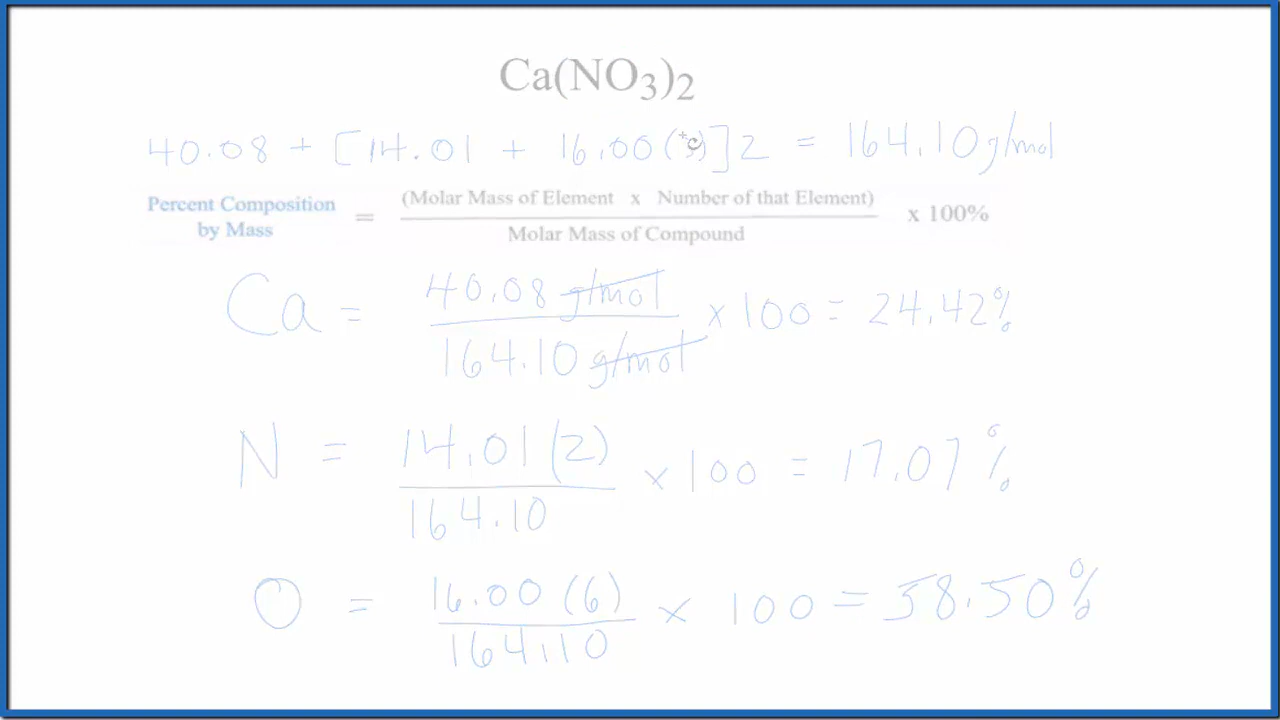 Ca(NO3)2
40.08 + [14.01 + 16.00(3)]2 = 164.10 g/mol
Percent Composition by Mass = (Molar Mass of Element x Number of that Element) / Molar Mass of Compound x 100%
Ca = 40.08 g/mol / 164.10 g/mol x 100 = 24.42%
N = 14.01(2) / 164.10 x 100 = 17.07%
O = 16.00(6) / 164.10 x 100 = 58.50%